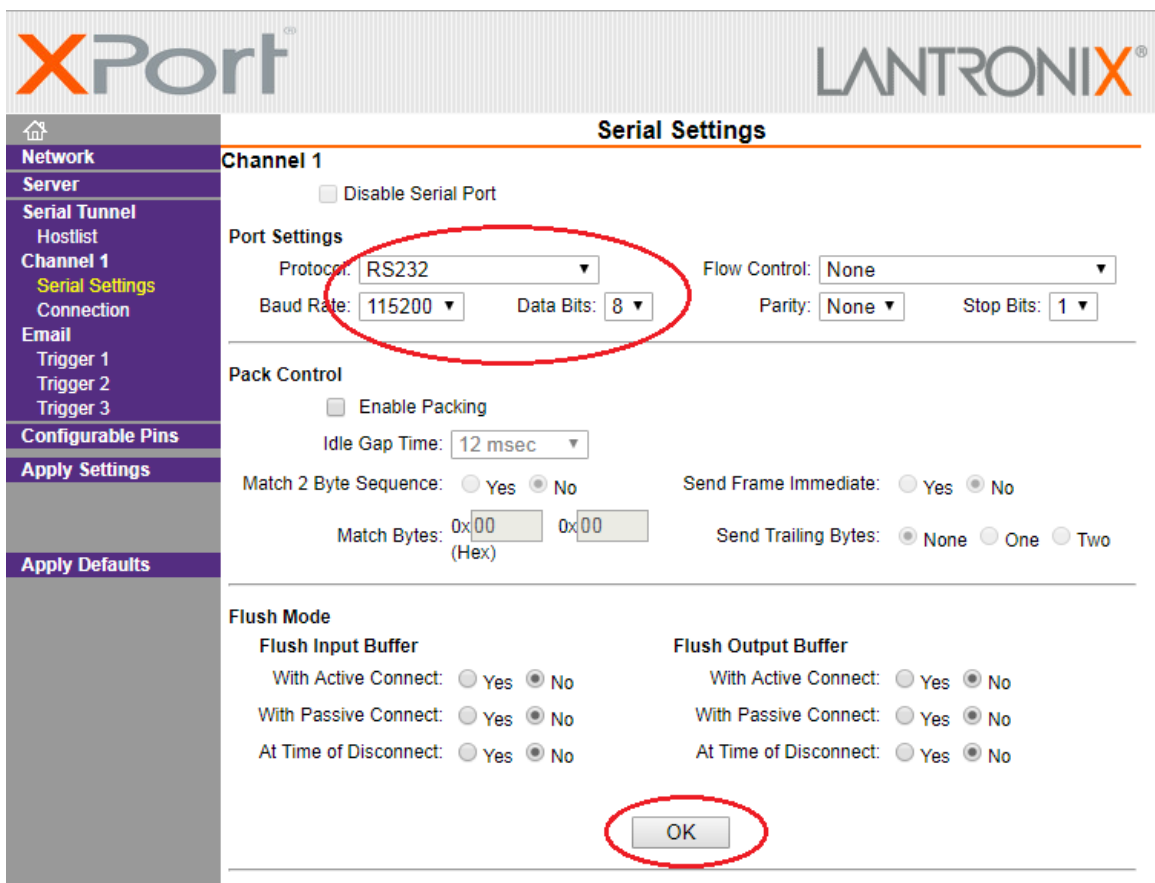 XPort®
LANTRONIX®
Serial Settings
Network
Server
Serial Tunnel
Hostlist
Channel 1
Serial Settings
Connection
Email
Trigger 1
Trigger 2
Trigger 3
Configurable Pins
Apply Settings
Apply Defaults
Channel 1
Disable Serial Port
Port Settings
Protocol: RS232 Flow Control: None
Baud Rate: 115200 Data Bits: 8 Parity: None Stop Bits: 1
Pack Control
Enable Packing
Idle Gap Time: 12 msec
Match 2 Byte Sequence: Yes No Send Frame Immediate: Yes No
Match Bytes: 0x00 0x00 Send Trailing Bytes: None One Two
(Hex)
Flush Mode
Flush Input Buffer Flush Output Buffer
With Active Connect: Yes No With Active Connect: Yes No
With Passive Connect: Yes No With Passive Connect: Yes No
At Time of Disconnect: Yes No At Time of Disconnect: Yes No
OK